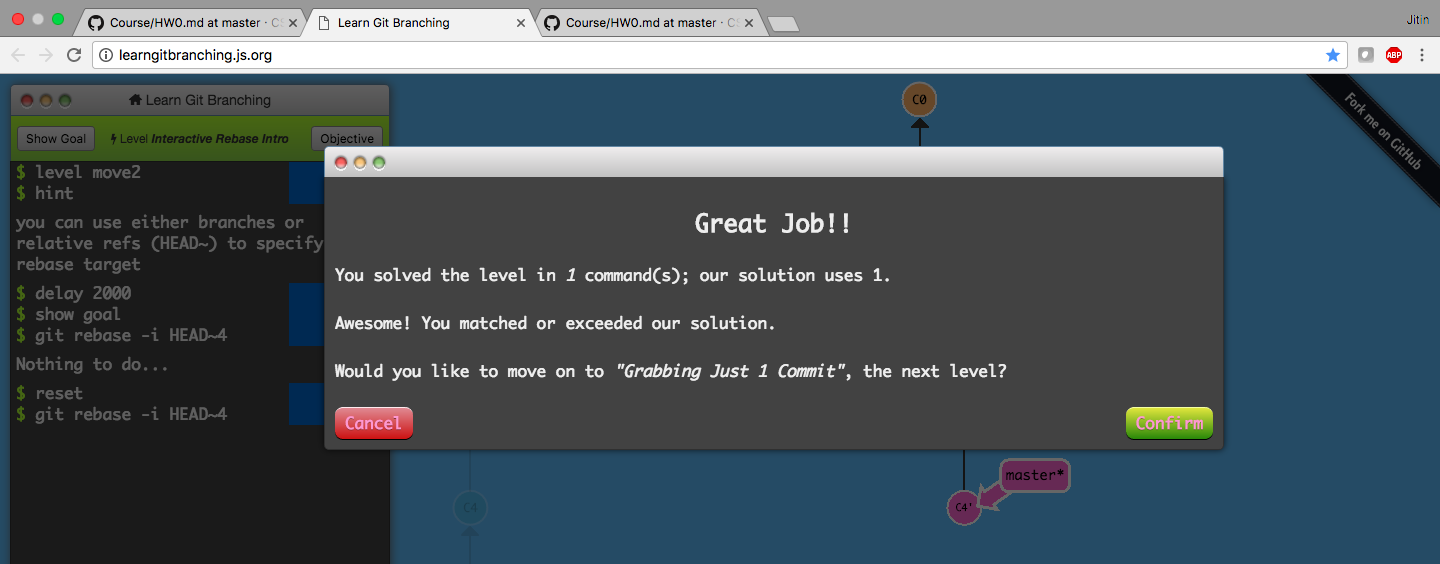 Course/HW0.md at master · CS
Learn Git Branching
Course/HW0.md at master · CS
Jitin
learngitbranching.js.org
ABP
Learn Git Branching
Show Goal
Level Interactive Rebase Intro
Objective
$ level move2
$ hint
you can use either branches or
relative refs (HEAD~) to specify
rebase target
$ delay 2000
$ show goal
$ git rebase -i HEAD~4
Nothing to do...
$ reset
$ git rebase -i HEAD~4
C0
Fork me on GitHub
Great Job!!
You solved the level in 1 command(s); our solution uses 1.
Awesome! You matched or exceeded our solution.
Would you like to move on to "Grabbing Just 1 Commit", the next level?
Cancel
Confirm
master*
C4
C4'